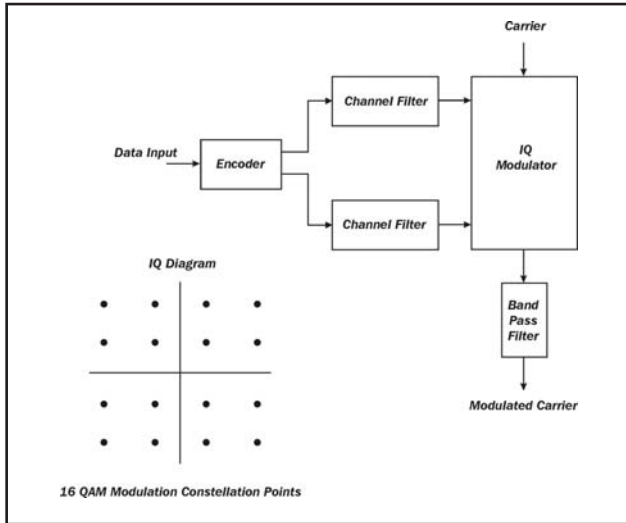 Carrier
Channel Filter
Data Input
Encoder
IQ
Modulator
Channel Filter
IQ Diagram
Band
Pass
Filter
Modulated Carrier
16 QAM Modulation Constellation Points